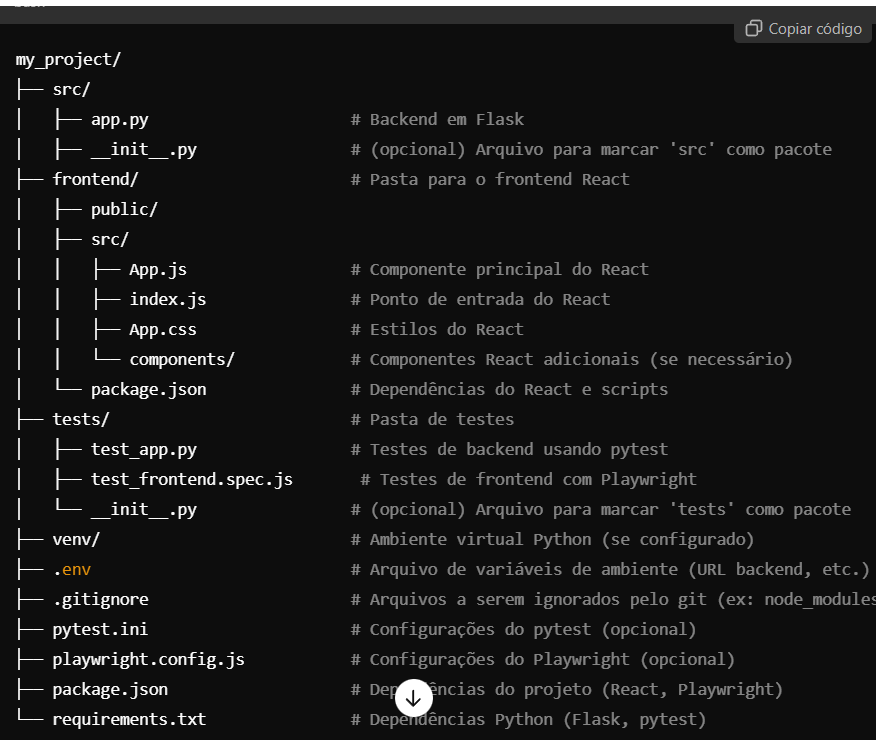 Copiar código
my_project/
├── src/
│   ├── app.py                     # Backend em Flask
│   ├── __init__.py                # (opcional) Arquivo para marcar 'src' como pacote
├── frontend/                      # Pasta para o frontend React
│   ├── public/
│   ├── src/
│   │   ├── App.js                 # Componente principal do React
│   │   ├── index.js               # Ponto de entrada do React
│   │   ├── App.css                # Estilos do React
│   │   └── components/            # Componentes React adicionais (se necessário)
│   └── package.json               # Dependências do React e scripts
├── tests/                         # Pasta de testes
│   ├── test_app.py                # Testes de backend usando pytest
│   ├── test_frontend.spec.js       # Testes de frontend com Playwright
│   └── __init__.py                # (opcional) Arquivo para marcar 'tests' como pacote
├── venv/                          # Ambiente virtual Python (se configurado)
├── .env                           # Arquivo de variáveis de ambiente (URL backend, etc.)
├── .gitignore                     # Arquivos a serem ignorados pelo git (ex: node_modules
├── pytest.ini                     # Configurações do pytest (opcional)
├── playwright.config.js           # Configurações do Playwright (opcional)
├── package.json                   # Dependências do projeto (React, Playwright)
└── requirements.txt               # Dependências Python (Flask, pytest)